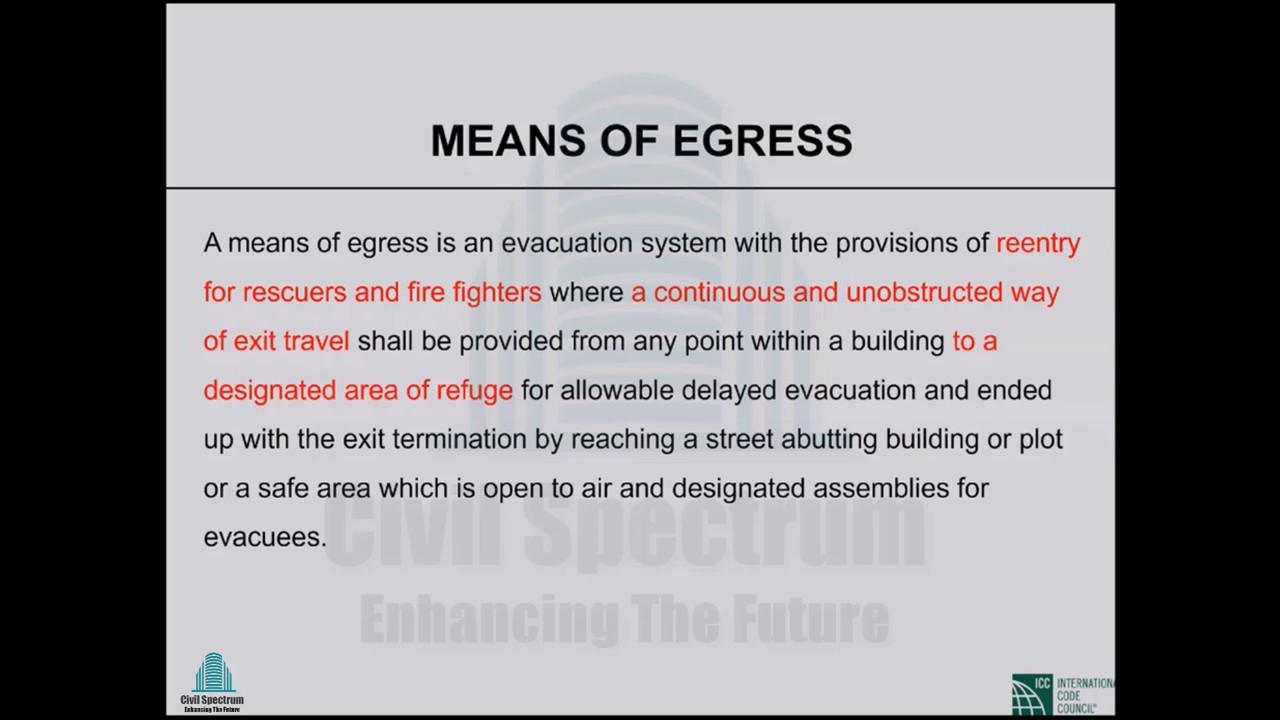 MEANS OF EGRESS
A means of egress is an evacuation system with the provisions of reentry
for rescuers and fire fighters where a continuous and unobstructed way
of exit travel shall be provided from any point within a building to a
designated area of refuge for allowable delayed evacuation and ended
up with the exit termination by reaching a street abutting building or plot
or a safe area which is open to air and designated assemblies for
evacuees.
Civil Spectrum
Enhancing The Future
Civil Spectrum
Enhancing The Future
ICC INTERNATIONA
CODE
COUNCIL®